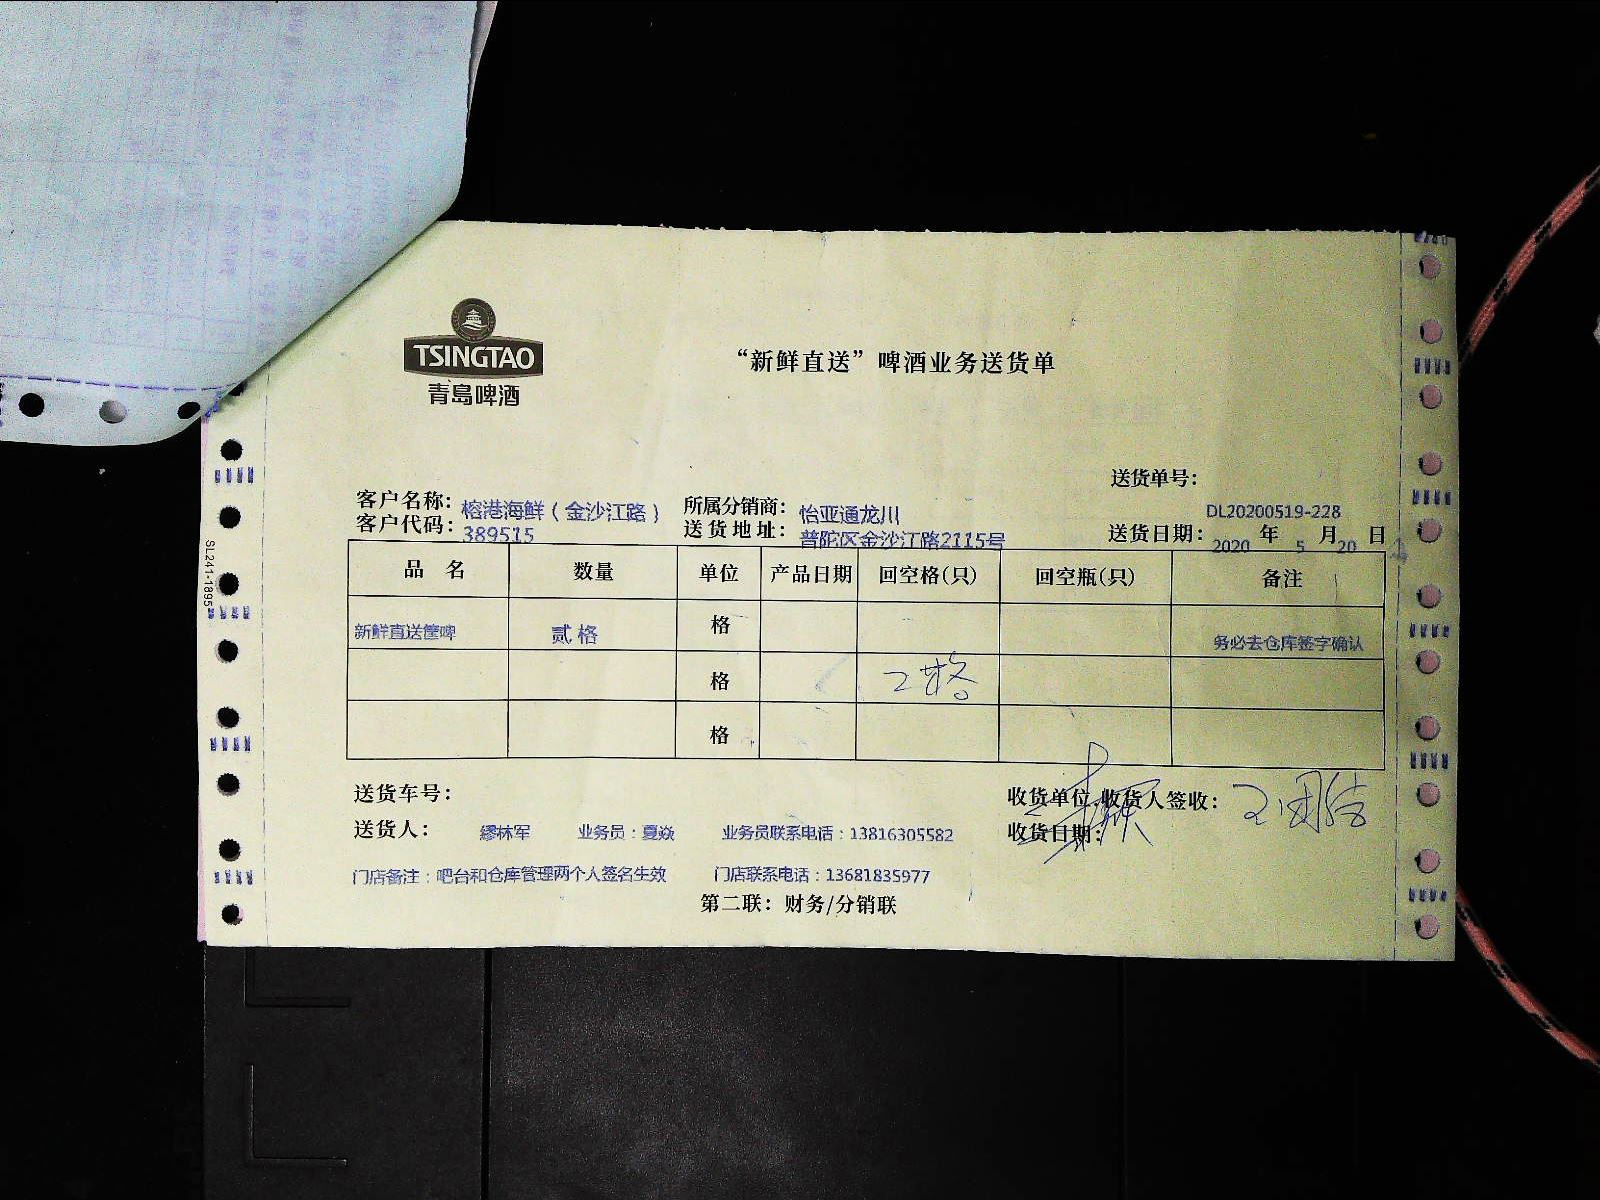 TSINGTAO
青島啤酒
“新鲜直送”啤酒业务送货单
送货单号：
DL20200519-228
客户名称：榕港海鲜（金沙江路） 所属分销商：怡亚通龙川
客户代码：389515 送货地址：普陀区金沙江路2115号 送货日期：2020 年 5 月 20 日
品名 数量 单位 产品日期 回空格(只) 回空瓶(只) 备注
新鲜直送筐啤 贰格 格 务必去仓库签字确认
格 2格
格
送货车号： 收货单位/收货人签收：
送货人： 繆林军 业务员：夏焱 业务员联系电话：13816305582 收货日期：
门店备注：吧台和仓库管理两个人签名生效 门店联系电话：13681835977
第二联：财务/分销联
SL241-1895